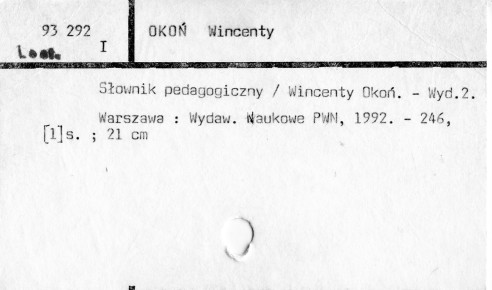 93 292
I
OKOŃ Wincenty
Słownik pedagogiczny / Wincenty Okoń. - Wyd.2.
Warszawa : Wydaw. Naukowe PWN, 1992. - 246,
[1]s. ; 21 cm